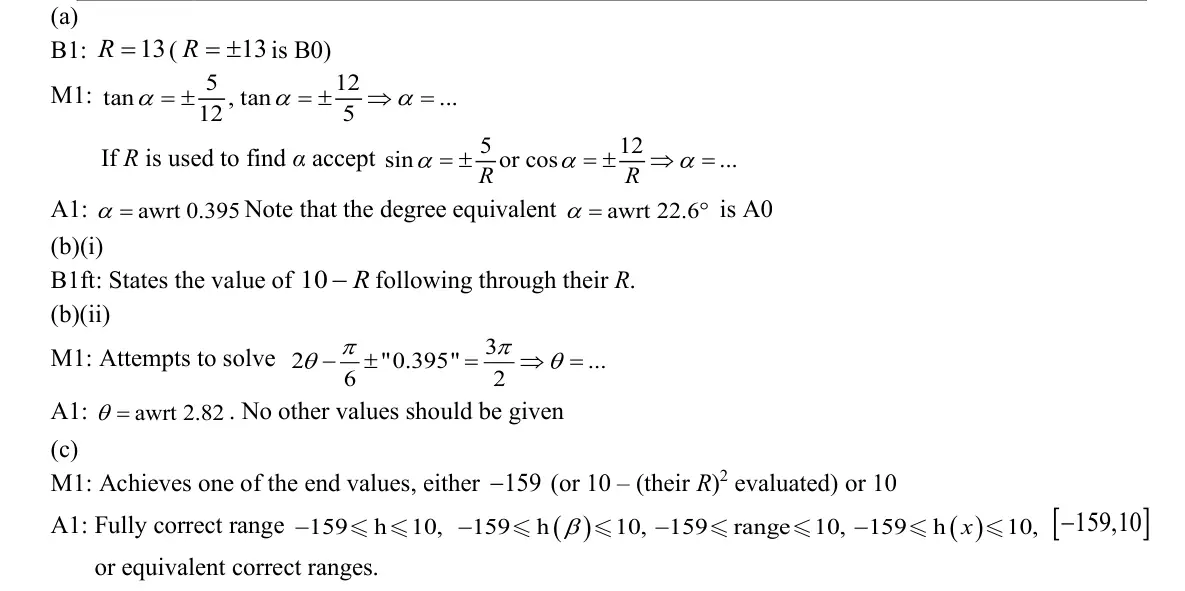 (a)
B1: R = 13 ( R = ±13 is B0)
M1: tan α = ± 5/12 , tan α = ± 12/5 ⇒ α = ...
If R is used to find α accept sin α = ± 5/R or cos α = ± 12/R ⇒ α = ...
A1: α = awrt 0.395 Note that the degree equivalent α = awrt 22.6° is A0
(b)(i)
B1ft: States the value of 10 − R following through their R.
(b)(ii)
M1: Attempts to solve 2θ − π/6 ± "0.395" = 3π/2 ⇒ θ = ...
A1: θ = awrt 2.82 . No other values should be given
(c)
M1: Achieves one of the end values, either −159 (or 10 – (their R)² evaluated) or 10
A1: Fully correct range −159 ⩽ h ⩽ 10, −159 ⩽ h(β) ⩽ 10, −159 ⩽ range ⩽ 10, −159 ⩽ h(x) ⩽ 10, [−159,10]
or equivalent correct ranges.